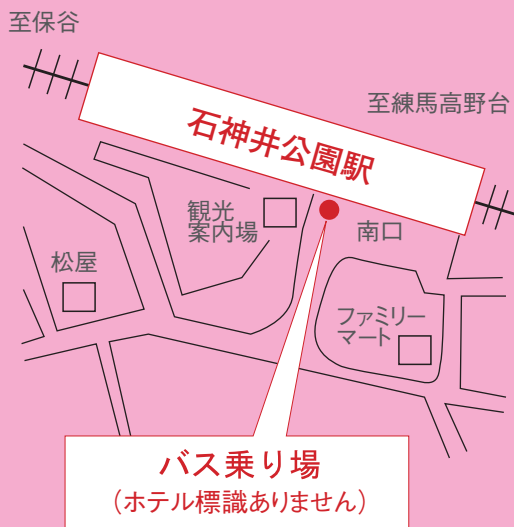 至保谷
至練馬高野台
石神井公園駅
観光
案内場
南口
松屋
ファミリー
マート
バス乗り場
(ホテル標識ありません)